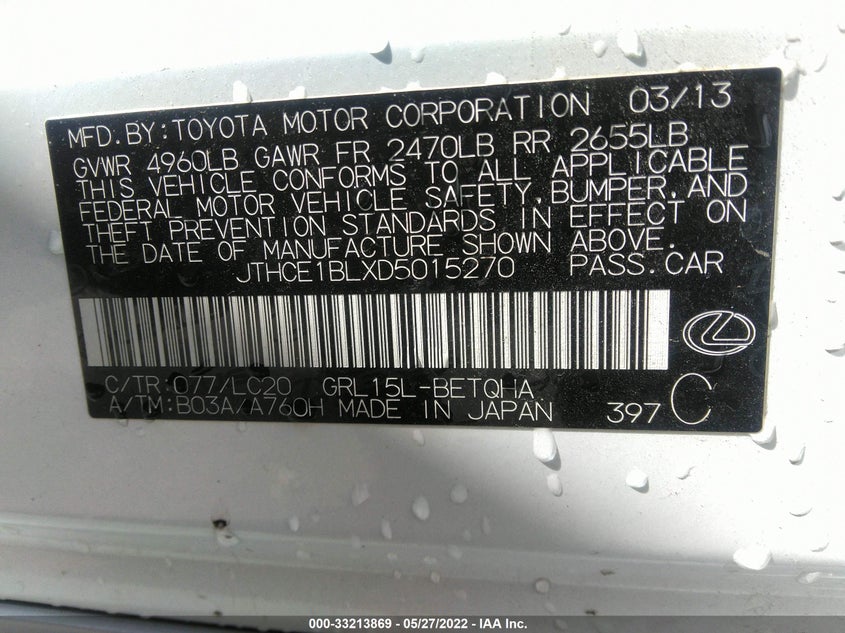 MFD.BY:TOYOTA MOTOR CORPORATION 03/13
GVWR 4960LB GAWR FR 2470LB RR 2655LB
THIS VEHICLE CONFORMS TO ALL APPLICABLE
FEDERAL MOTOR VEHICLE SAFETY,BUMPER,AND
THEFT PREVENTION STANDARDS IN EFFECT ON
THE DATE OF MANUFACTURE SHOWN ABOVE.
JTHCE1BLXD5015270 PASS.CAR
C/TR:077/LC20 GRL15L-BETQHA
A/TM:B03A/A760H MADE IN JAPAN 397 C
000-33213869 - 05/27/2022 - IAA Inc.